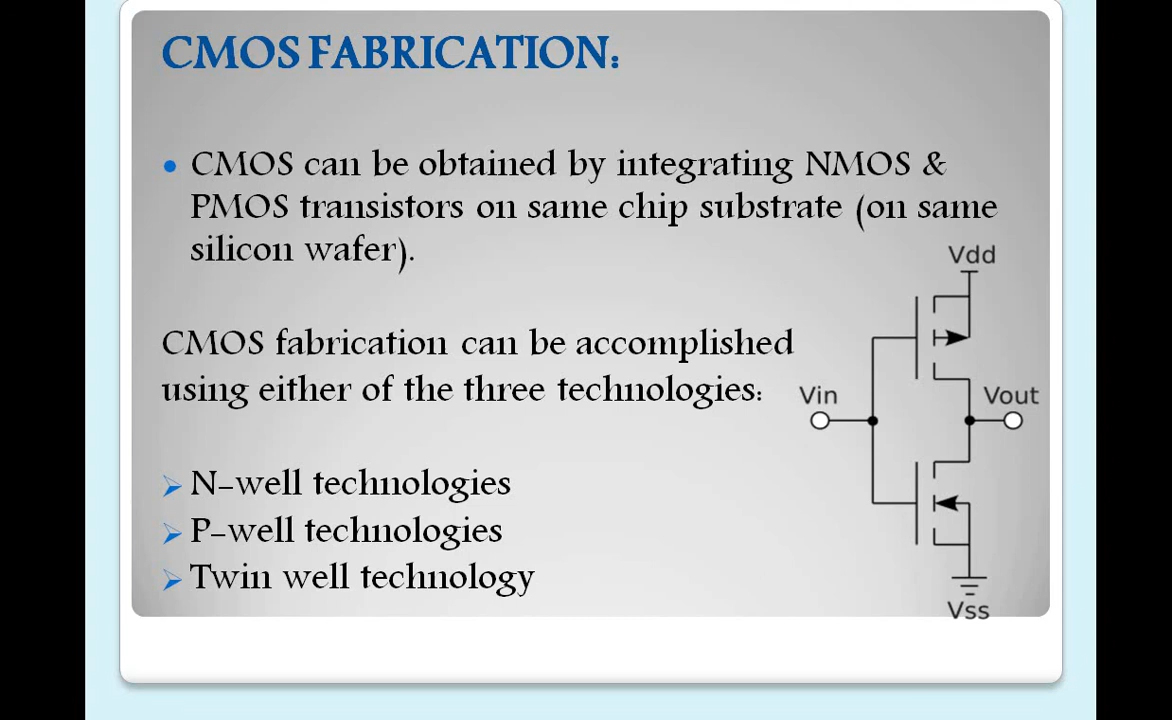 CMOS FABRICATION:
CMOS can be obtained by integrating NMOS &
PMOS transistors on same chip substrate (on same
silicon wafer).
Vdd
CMOS fabrication can be accomplished
using either of the three technologies:
Vin
Vout
N-well technologies
P-well technologies
Twin well technology
Vss